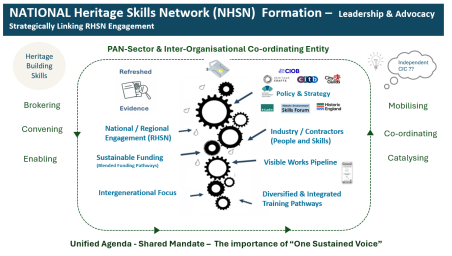 NATIONAL Heritage Skills Network (NHSN) Formation – Leadership & Advocacy
Strategically Linking RHSN Engagement
PAN-Sector & Inter-Organisational Co-ordinating Entity
Heritage
Building
Skills
Refreshed
Evidence
CIOB
citb
City&
Guilds
Independent
CIC ??
Policy & Strategy
Skills Forum
Historic
England
Brokering
Convening
Enabling
National / Regional
Engagement (RHSN)
Sustainable Funding
(Blended Funding Pathways)
Intergenerational Focus
Industry / Contractors
(People and Skills)
Visible Works Pipeline
Diversified & Integrated
Training Pathways
Mobilising
Co-ordinating
Catalysing
Unified Agenda - Shared Mandate – The importance of “One Sustained Voice”